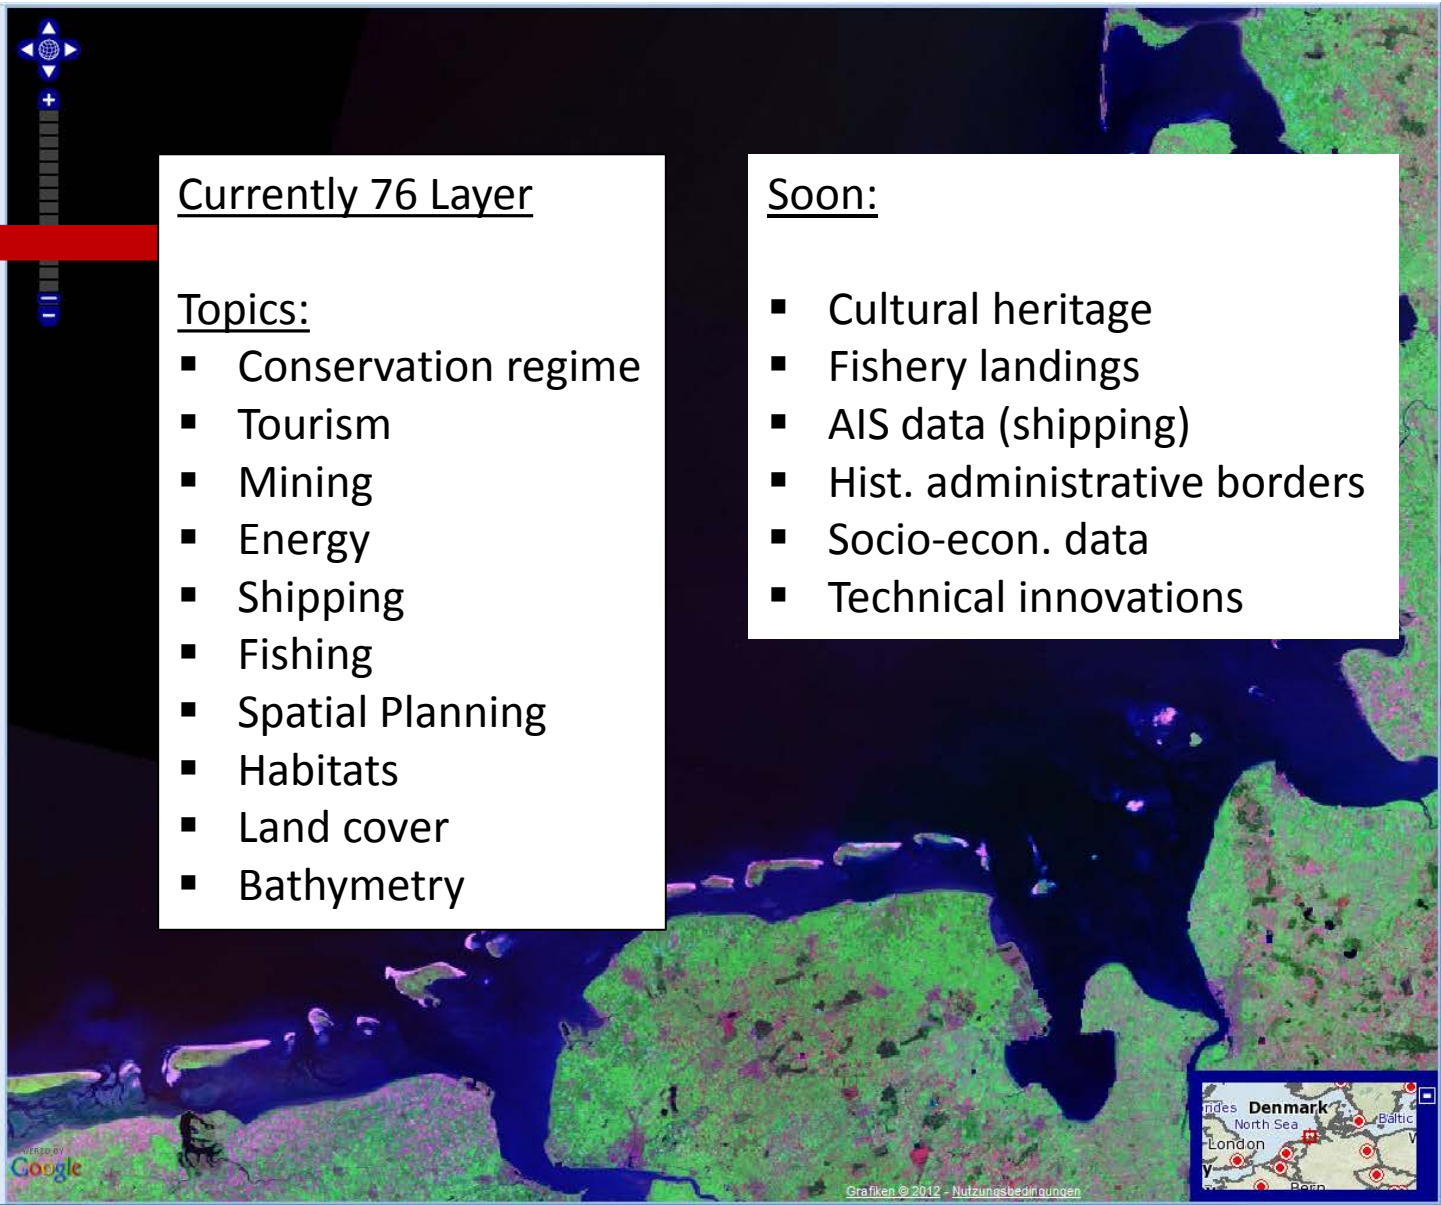 Currently 76 Layer
Topics:
▪ Conservation regime
▪ Tourism
▪ Mining
▪ Energy
▪ Shipping
▪ Fishing
▪ Spatial Planning
▪ Habitats
▪ Land cover
▪ Bathymetry
Soon:
▪ Cultural heritage
▪ Fishery landings
▪ AIS data (shipping)
▪ Hist. administrative borders
▪ Socio-econ. data
▪ Technical innovations
Denmark
North Sea
Baltic
London
Bern
Google
Grafiken © 2012 - Nutzungsbedingungen